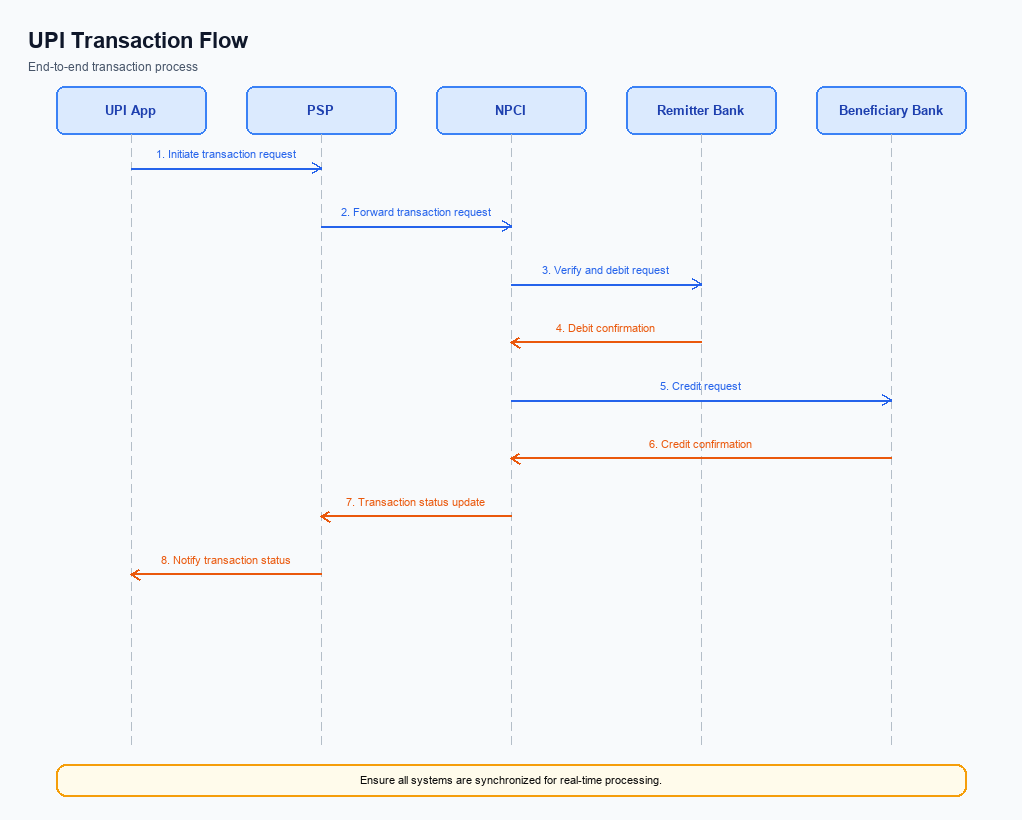 UPI Transaction Flow
End-to-end transaction process
UPI App
PSP
NPCI
Remitter Bank
Beneficiary Bank
1. Initiate transaction request
2. Forward transaction request
3. Verify and debit request
4. Debit confirmation
5. Credit request
6. Credit confirmation
7. Transaction status update
8. Notify transaction status
Ensure all systems are synchronized for real-time processing.